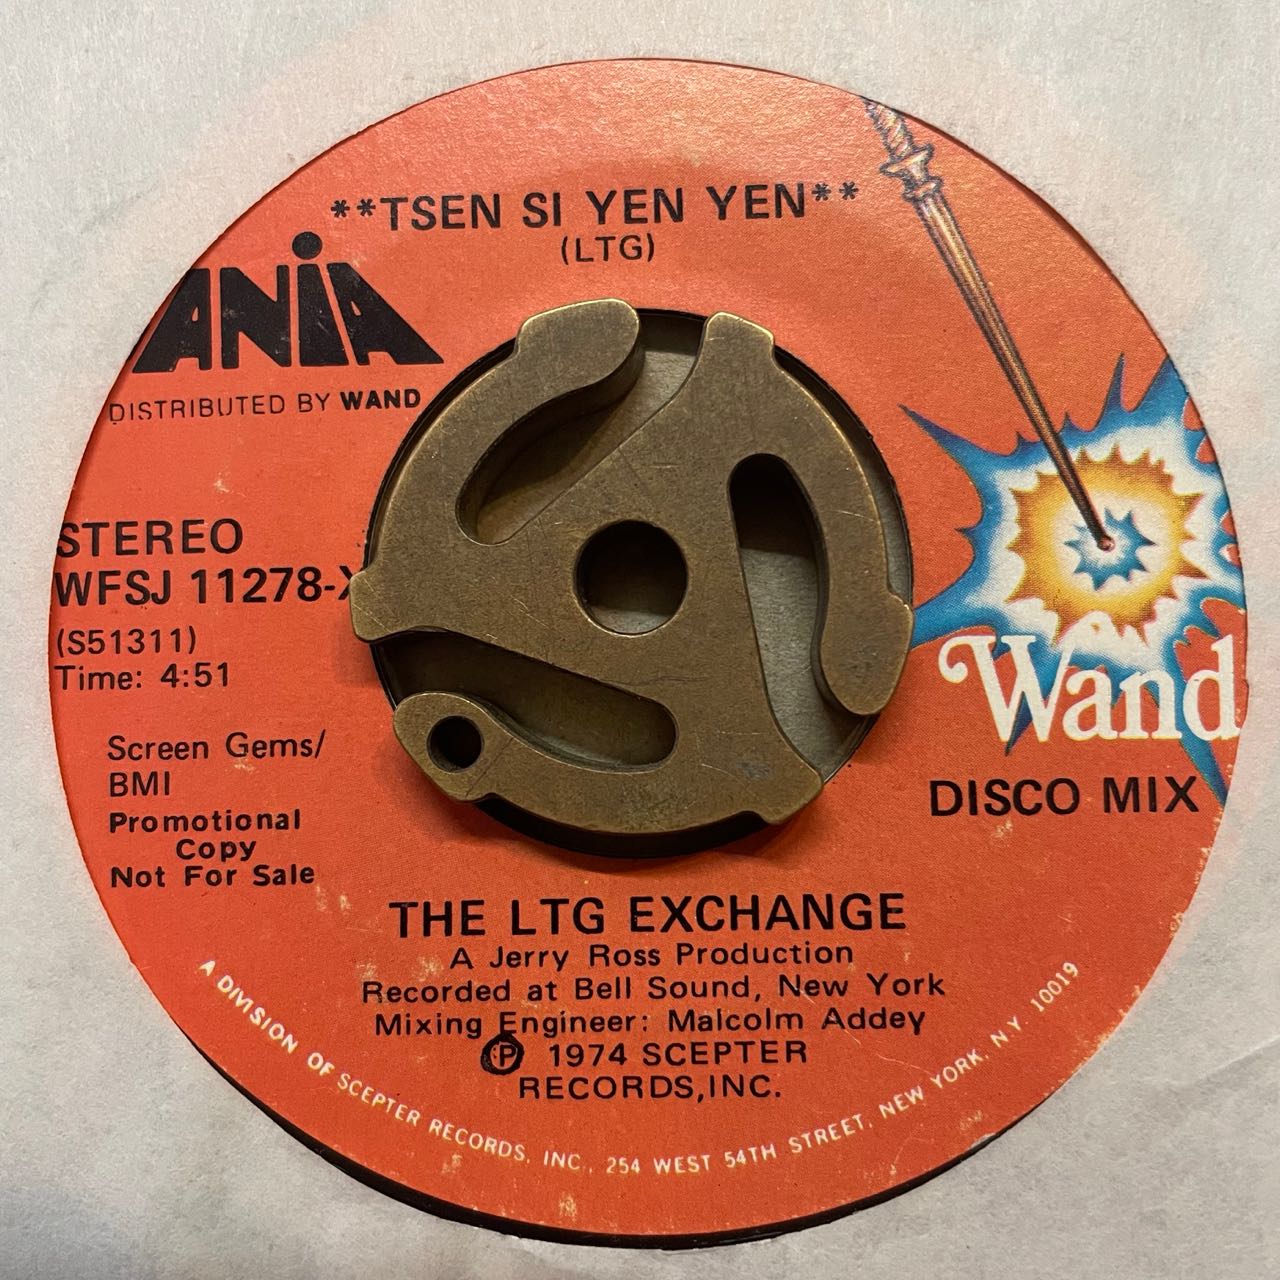 **TSEN SI YEN YEN**
(LTG)
ANIA
DISTRIBUTED BY WAND
STEREO
WFSJ 11278-X
(S51311)
Time: 4:51
Screen Gems/
BMI
Promotional
Copy
Not For Sale
Wand
DISCO MIX
THE LTG EXCHANGE
A Jerry Ross Production
Recorded at Bell Sound, New York
Mixing Engineer: Malcolm Addey
Ⓟ 1974 SCEPTER
RECORDS,INC.
A DIVISION OF SCEPTER RECORDS, INC., 254 WEST 54TH STREET, NEW YORK, N.Y. 10019